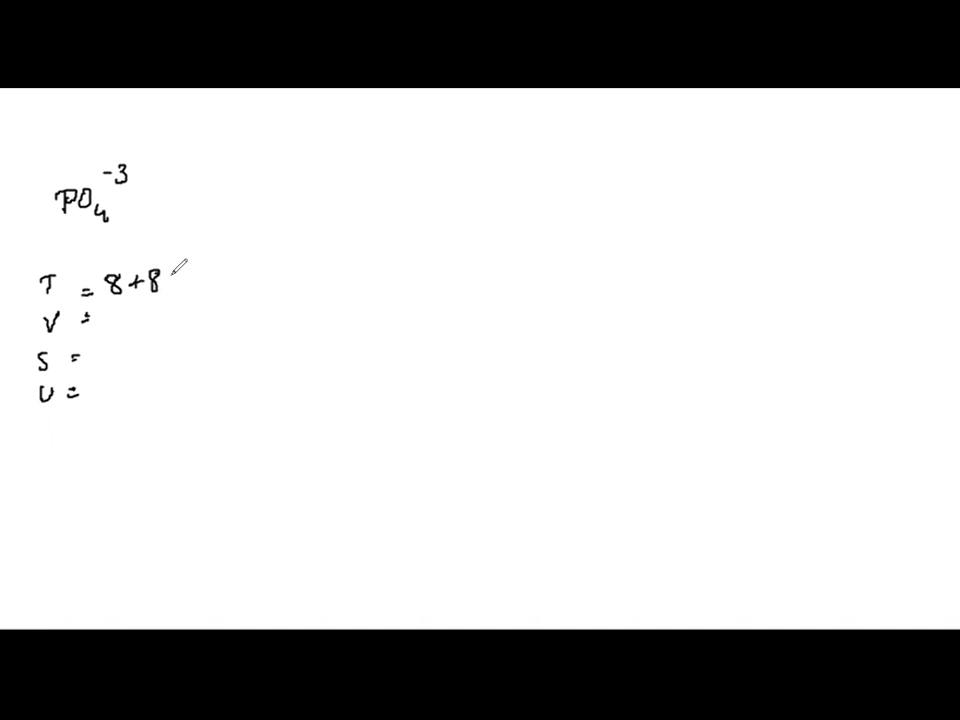 PO₄⁻³
T = 8+8
V =
S =
U =